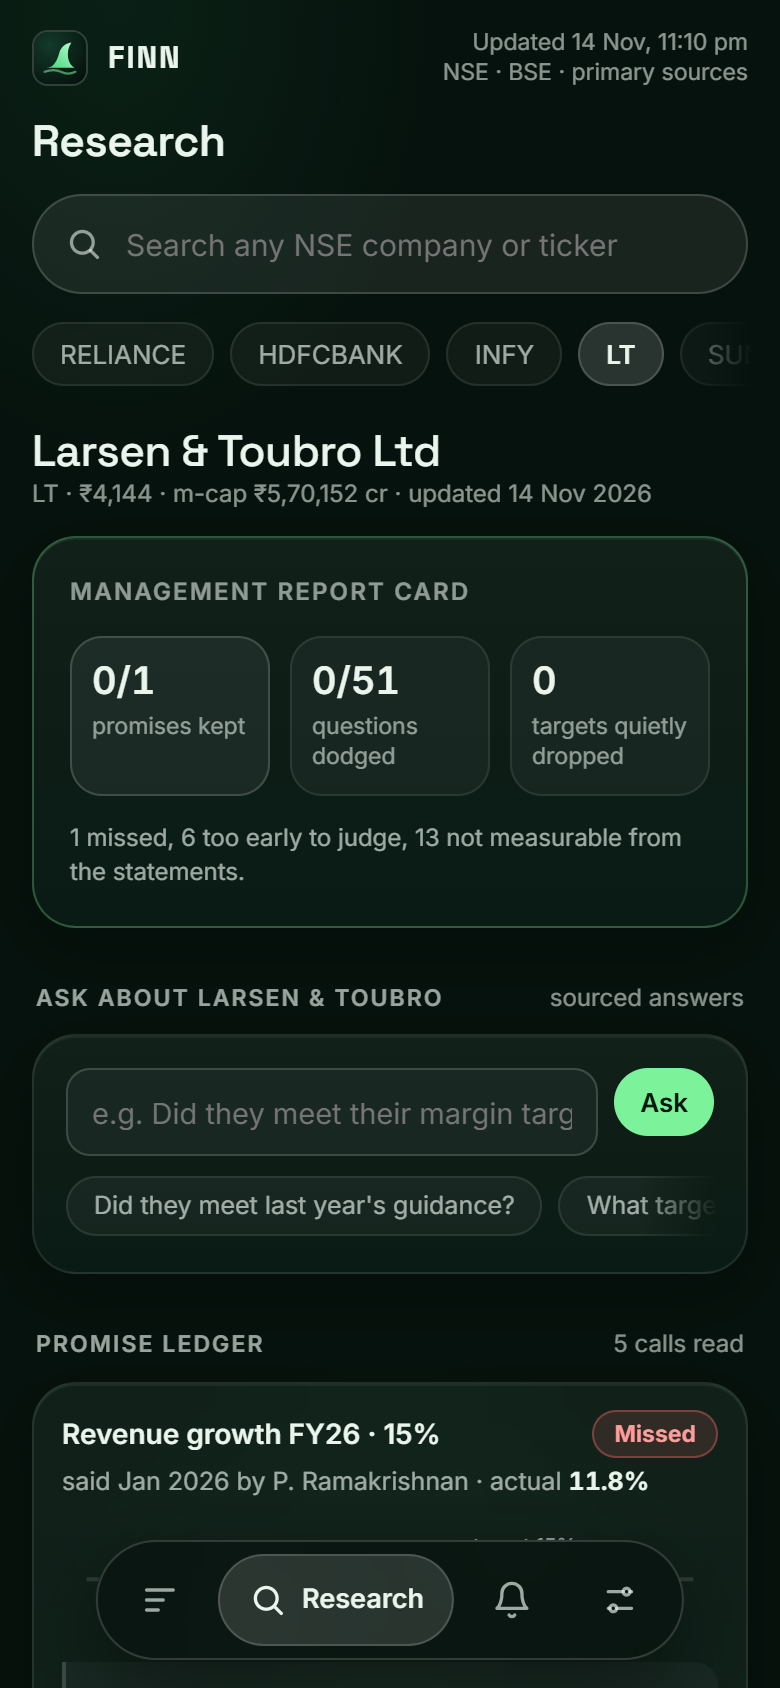 FINN
Updated 14 Nov, 11:10 pm
NSE · BSE · primary sources
Research
Search any NSE company or ticker
RELIANCE HDFCBANK INFY LT
Larsen & Toubro Ltd
LT · ₹4,144 · m-cap ₹5,70,152 cr · updated 14 Nov 2026
MANAGEMENT REPORT CARD
0/1
promises kept
0/51
questions
dodged
0
targets quietly
dropped
1 missed, 6 too early to judge, 13 not measurable from
the statements.
ASK ABOUT LARSEN & TOUBRO sourced answers
e.g. Did they meet their margin targ
Ask
Did they meet last year's guidance? What targe
PROMISE LEDGER 5 calls read
Revenue growth FY26 · 15% Missed
said Jan 2026 by P. Ramakrishnan · actual 11.8%
Research